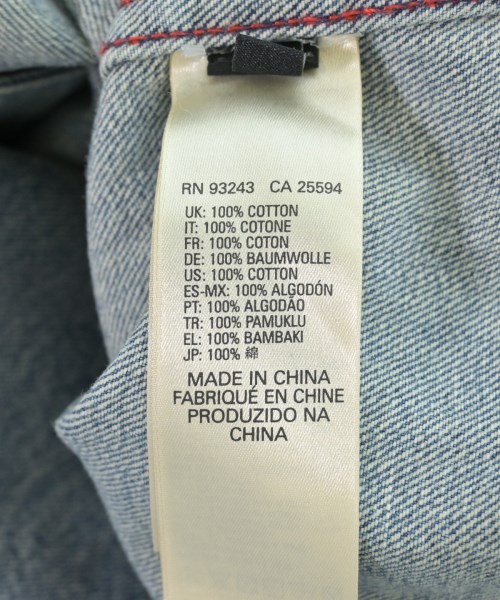 RN 93243 CA 25594
UK: 100% COTTON
IT: 100% COTONE
FR: 100% COTON
DE: 100% BAUMWOLLE
US: 100% COTTON
ES-MX: 100% ALGODÓN
PT: 100% ALGODÃO
TR: 100% PAMUKLU
EL: 100% BAMBAKI
JP: 100% 綿
MADE IN CHINA
FABRIQUÉ EN CHINE
PRODUZIDO NA
CHINA